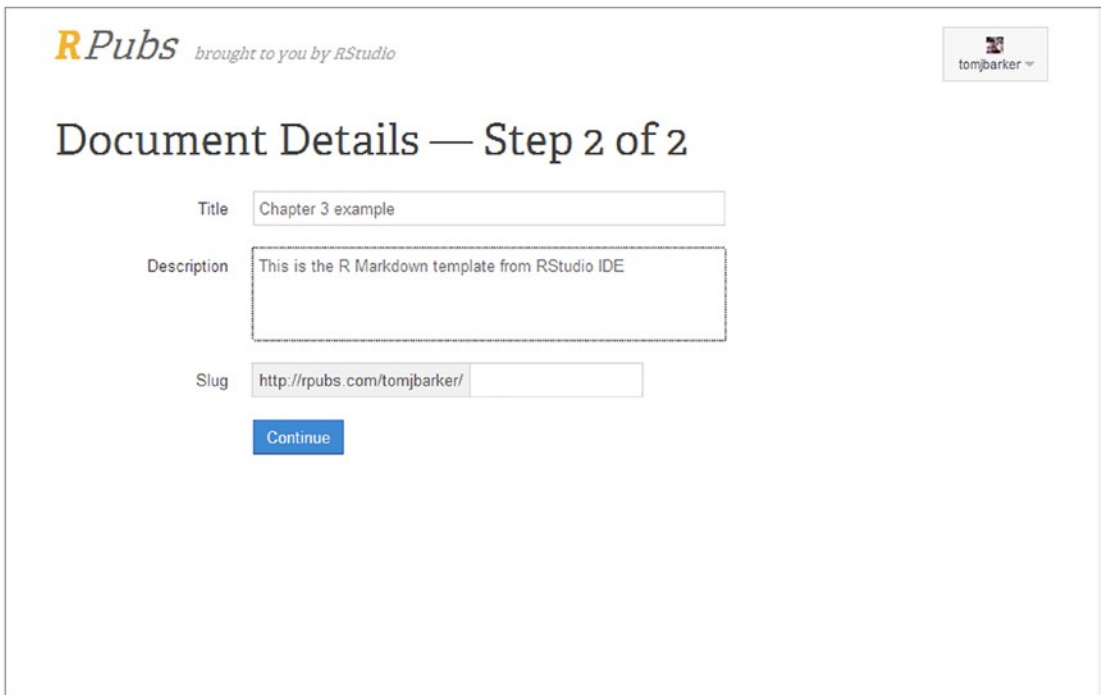 RPubs brought to you by RStudio
tomjbarker
Document Details — Step 2 of 2
Title Chapter 3 example
Description This is the R Markdown template from RStudio IDE
Slug http://rpubs.com/tomjbarker/
Continue